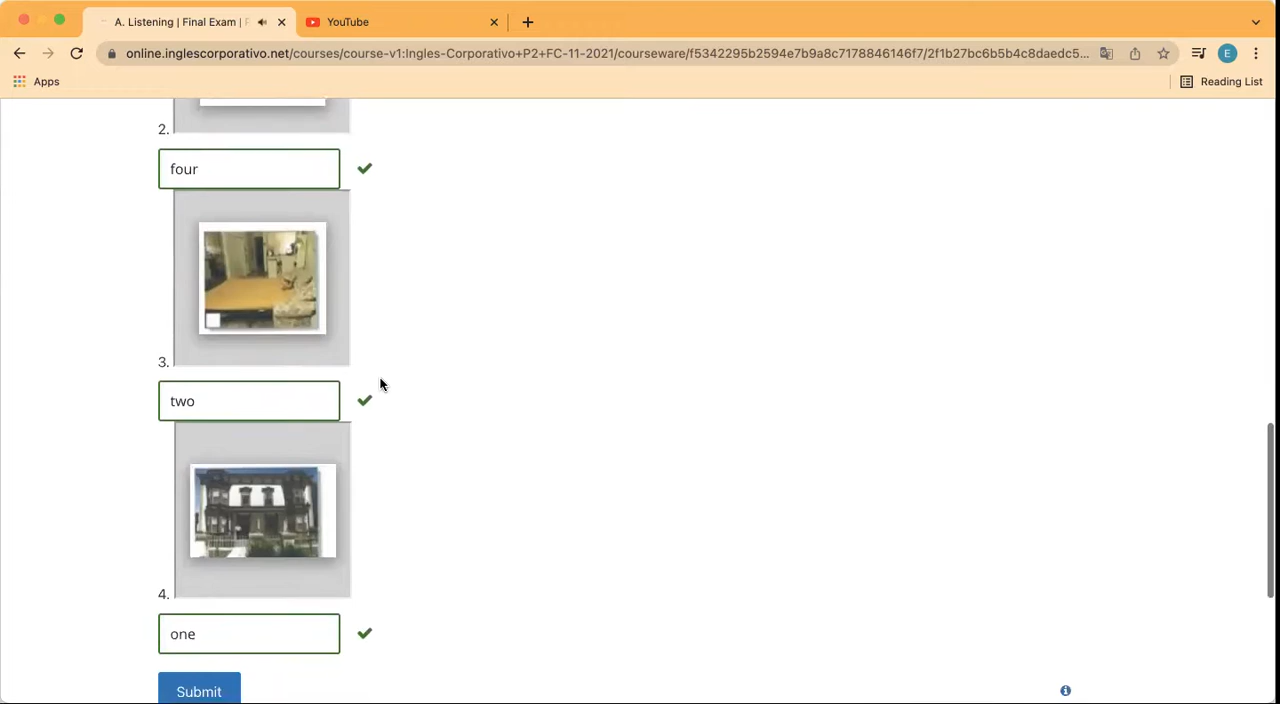 A. Listening | Final Exam | F
YouTube
online.inglescorporativo.net/courses/course-v1:Ingles-Corporativo+P2+FC-11-2021/courseware/f5342295b2594e7b9a8c7178846146f7/2f1b27bc6b5b4c8daedc5...
E
Apps
Reading List
2.
four
3.
two
4.
one
Submit